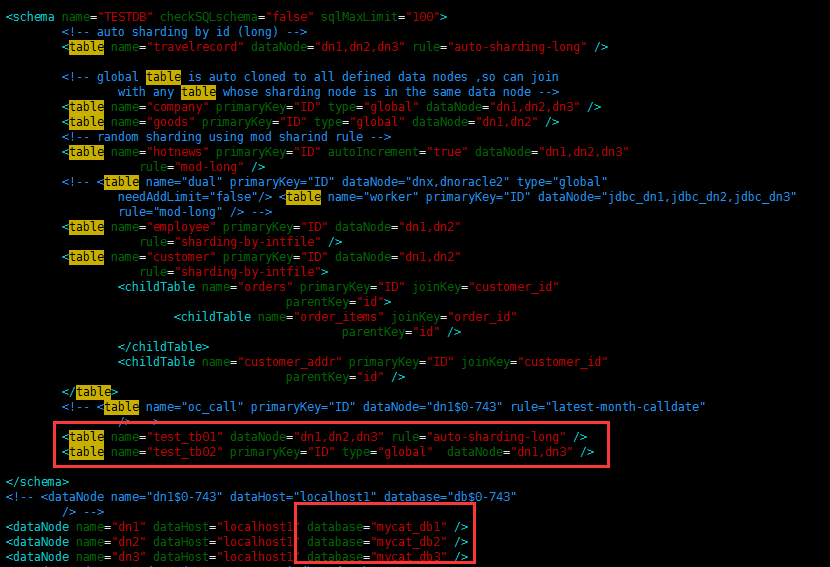 <schema name="TESTDB" checkSQLschema="false" sqlMaxLimit="100">
<!-- auto sharding by id (long) -->
<table name="travelrecord" dataNode="dn1,dn2,dn3" rule="auto-sharding-long" />
<!-- global table is auto cloned to all defined data nodes ,so can join
with any table whose sharding node is in the same data node -->
<table name="company" primaryKey="ID" type="global" dataNode="dn1,dn2,dn3" />
<table name="goods" primaryKey="ID" type="global" dataNode="dn1,dn2" />
<!-- random sharding using mod sharind rule -->
<table name="hotnews" primaryKey="ID" autoIncrement="true" dataNode="dn1,dn2,dn3"
rule="mod-long" />
<!-- <table name="dual" primaryKey="ID" dataNode="dnx,dnoracle2" type="global"
needAddLimit="false"/> <table name="worker" primaryKey="ID" dataNode="jdbc_dn1,jdbc_dn2,jdbc_dn3"
rule="mod-long" /> -->
<table name="employee" primaryKey="ID" dataNode="dn1,dn2"
rule="sharding-by-intfile" />
<table name="customer" primaryKey="ID" dataNode="dn1,dn2"
rule="sharding-by-intfile">
<childTable name="orders" primaryKey="ID" joinKey="customer_id"
parentKey="id">
<childTable name="order_items" joinKey="order_id"
parentKey="id" />
</childTable>
<childTable name="customer_addr" primaryKey="ID" joinKey="customer_id"
parentKey="id" />
</table>
<!-- <table name="oc_call" primaryKey="ID" dataNode="dn1$0-743" rule="latest-month-calldate"
<table name="test_tb01" dataNode="dn1,dn2,dn3" rule="auto-sharding-long" />
<table name="test_tb02" primaryKey="ID" type="global" dataNode="dn1,dn3" />
</schema>
<!-- <dataNode name="dn1$0-743" dataHost="localhost1" database="db$0-743"
/> -->
<dataNode name="dn1" dataHost="localhost1" database="mycat_db1" />
<dataNode name="dn2" dataHost="localhost1" database="mycat_db2" />
<dataNode name="dn3" dataHost="localhost1" database="mycat_db3" />